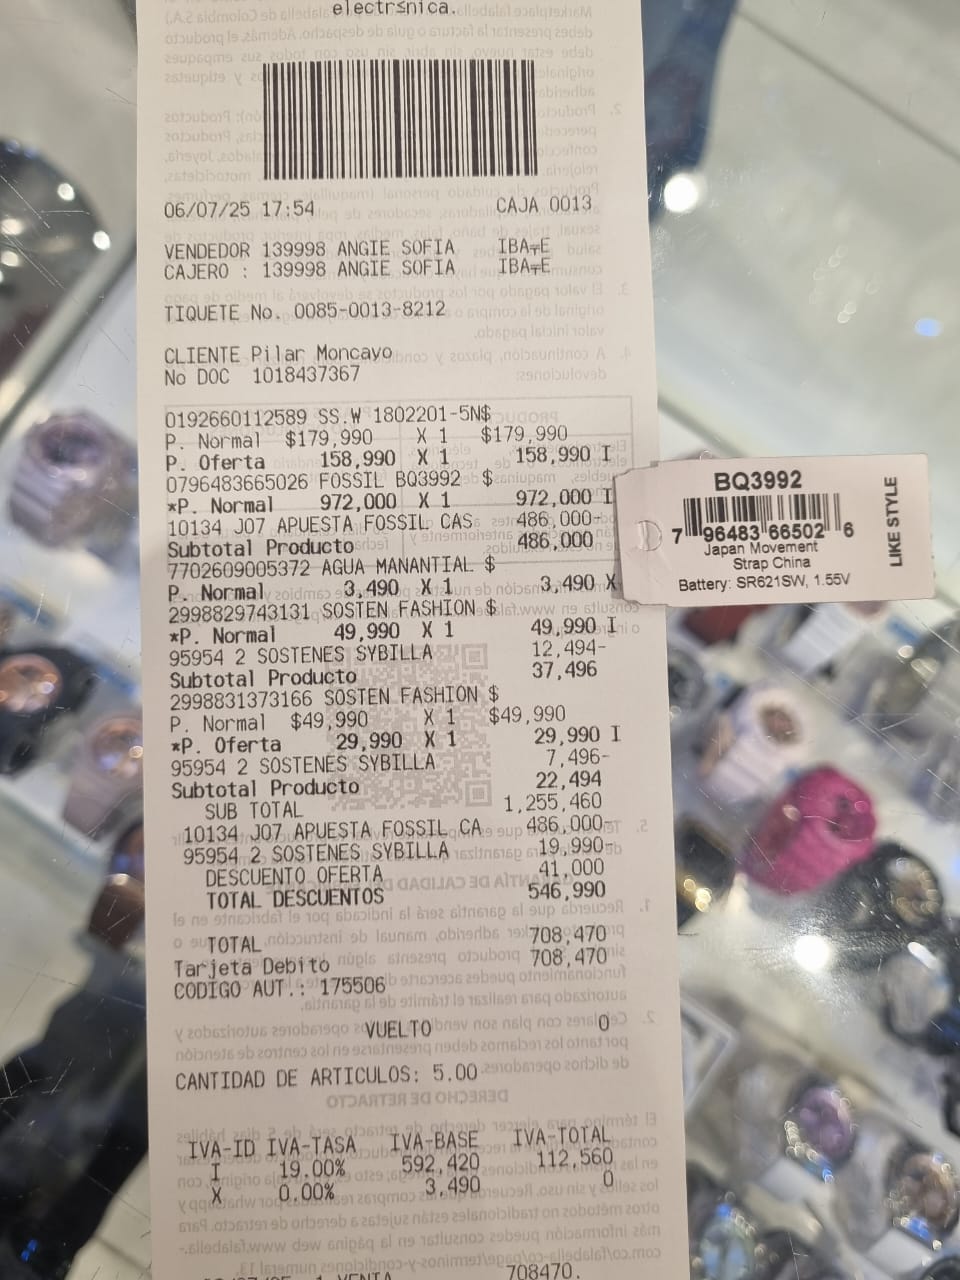 electrśnica.
06/07/25 17:54 CAJA 0013
VENDEDOR 139998 ANGIE SOFIA IBA╤E
CAJERO : 139998 ANGIE SOFIA IBA╤E
TIQUETE No. 0085-0013-8212
CLIENTE Pilar Moncayo
No DOC 1018437367
0192660112589 SS.W 1802201-5N$
P. Normal $179,990 X 1 $179,990
P. Oferta 158,990 X 1 158,990 I
0796483665026 FOSSIL BQ3992 $
*P. Normal 972,000 X 1 972,000 I
10134 J07 APUESTA FOSSIL CAS 486,000-
Subtotal Producto 486,000
7702609005372 AGUA MANANTIAL $
P. Normal 3,490 X 1 3,490 X
2998829743131 SOSTEN FASHION $
*P. Normal 49,990 X 1 49,990 I
95954 2 SOSTENES SYBILLA 12,494-
Subtotal Producto 37,496
2998831373166 SOSTEN FASHION $
P. Normal $49,990 X 1 $49,990
*P. Oferta 29,990 X 1 29,990 I
95954 2 SOSTENES SYBILLA 7,496-
Subtotal Producto 22,494
SUB TOTAL 1,255,460
10134 J07 APUESTA FOSSIL CA 486,000-
95954 2 SOSTENES SYBILLA 19,990-
DESCUENTO OFERTA 41,000
TOTAL DESCUENTOS 546,990
TOTAL 708,470
Tarjeta Debito 708,470
CODIGO AUT.: 175506
VUELTO 0
CANTIDAD DE ARTICULOS: 5.00
IVA-ID IVA-TASA IVA-BASE IVA-TOTAL
I 19.00% 592,420 112,560
X 0.00% 3,490 0
708470.
BQ3992
7 96483 66502 6
Japan Movement
Strap China
Battery: SR621SW, 1.55V
LIKE STYLE